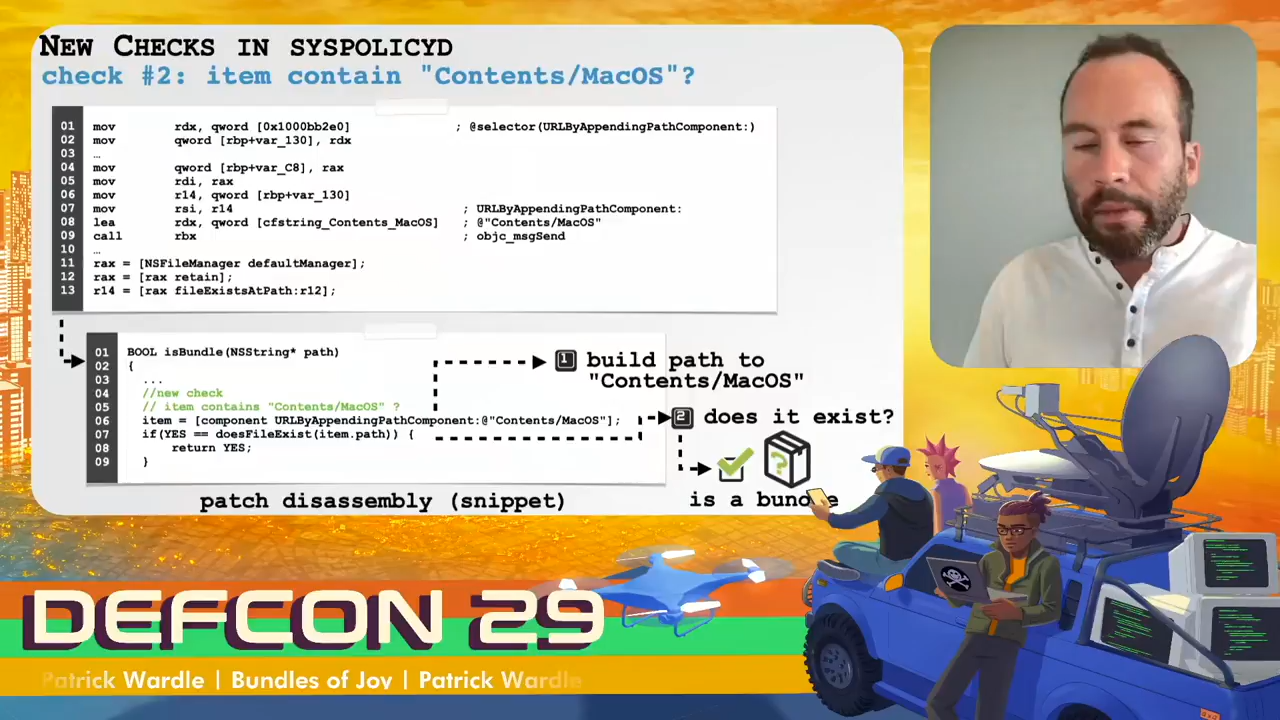 New Checks in syspolicyd
check #2: item contain "Contents/MacOS"?
01 mov rdx, qword [0x1000bb2e0] ; @selector(URLByAppendingPathComponent:)
02 mov qword [rbp+var_130], rdx
03 …
04 mov qword [rbp+var_C8], rax
05 mov rdi, rax
06 mov r14, qword [rbp+var_130]
07 mov rsi, r14 ; URLByAppendingPathComponent:
08 lea rdx, qword [cfstring_Contents_MacOS] ; @"Contents/MacOS"
09 call rbx ; objc_msgSend
10 …
11 rax = [NSFileManager defaultManager];
12 rax = [rax retain];
13 r14 = [rax fileExistsAtPath:r12];
01 BOOL isBundle(NSString* path)
02 {
03 ...
04 //new check
05 // item contains "Contents/MacOS" ?
06 item = [component URLByAppendingPathComponent:@"Contents/MacOS"];
07 if(YES == doesFileExist(item.path)) {
08 return YES;
09 }
1 build path to
"Contents/MacOS"
2 does it exist?
?
is a bundle
patch disassembly (snippet)
DEFCON 29
Patrick Wardle | Bundles of Joy | Patrick Wardle